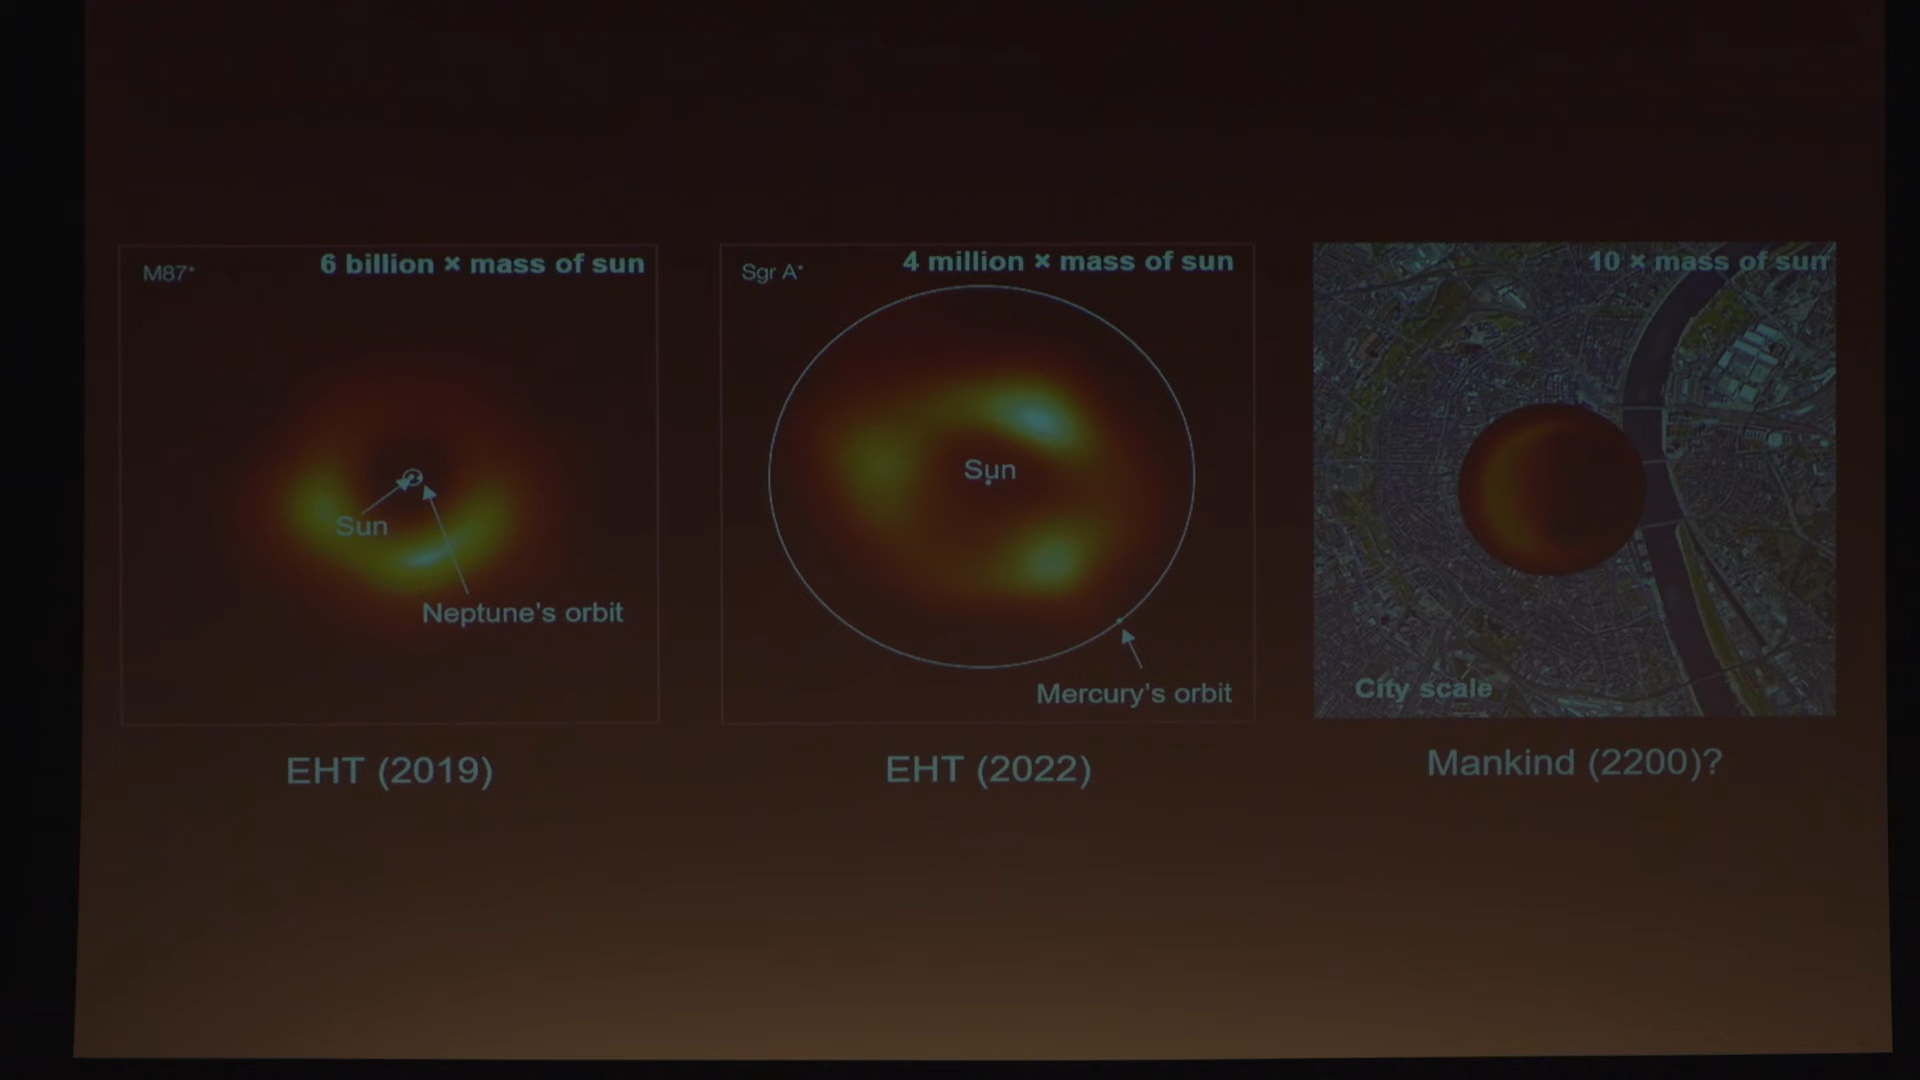 M87*
6 billion × mass of sun
Sun
Neptune's orbit
EHT (2019)
Sgr A*
4 million × mass of sun
Sun
Mercury's orbit
EHT (2022)
10 × mass of sun
City scale
Mankind (2200)?